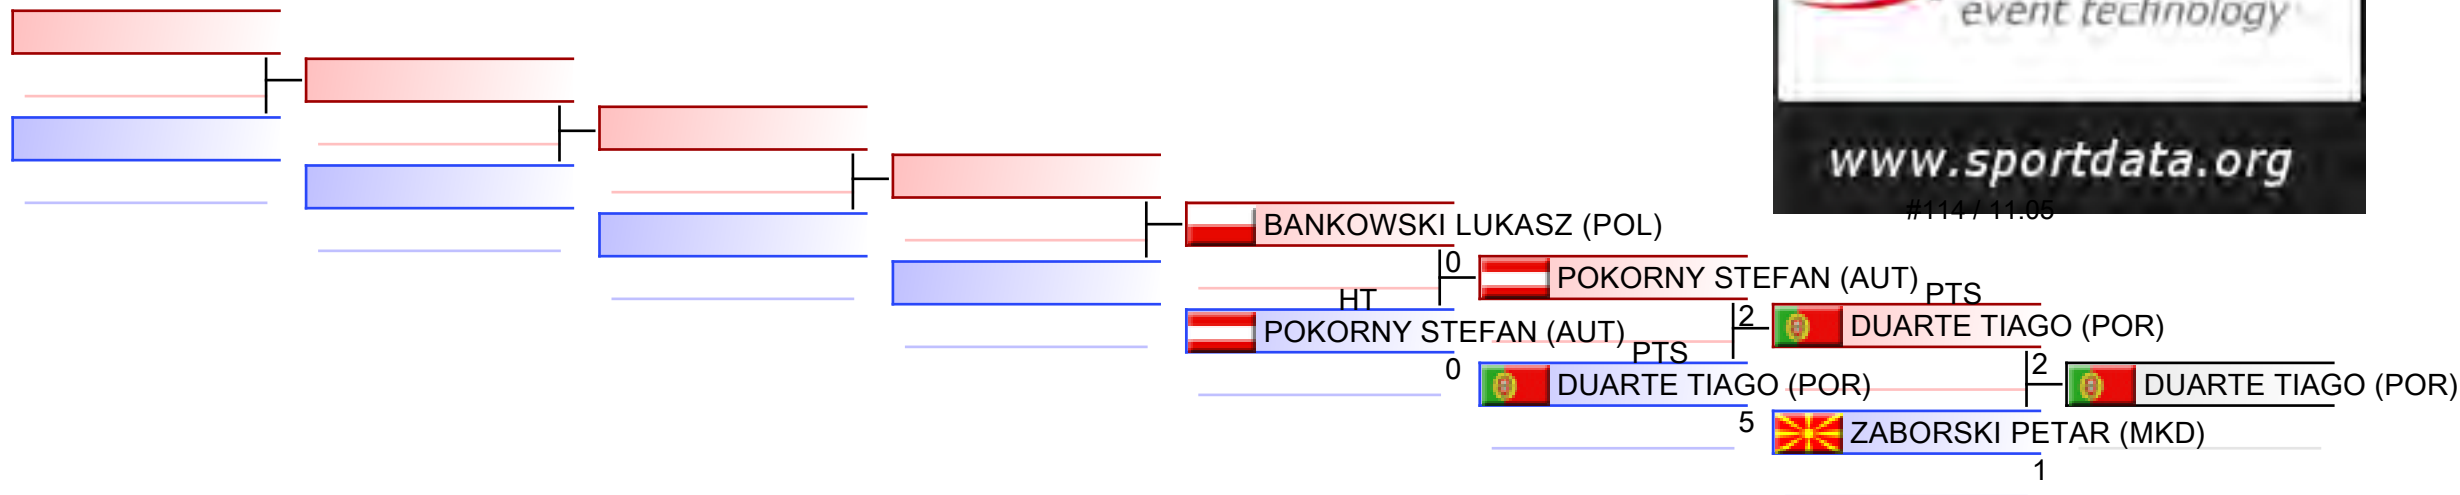 event technology
www.sportdata.org
#114 / 11:05
BANKOWSKI LUKASZ (POL)
0
POKORNY STEFAN (AUT)
HT
PTS
2
POKORNY STEFAN (AUT)
DUARTE TIAGO (POR)
PTS
0
2
DUARTE TIAGO (POR)
DUARTE TIAGO (POR)
5
ZABORSKI PETAR (MKD)
1